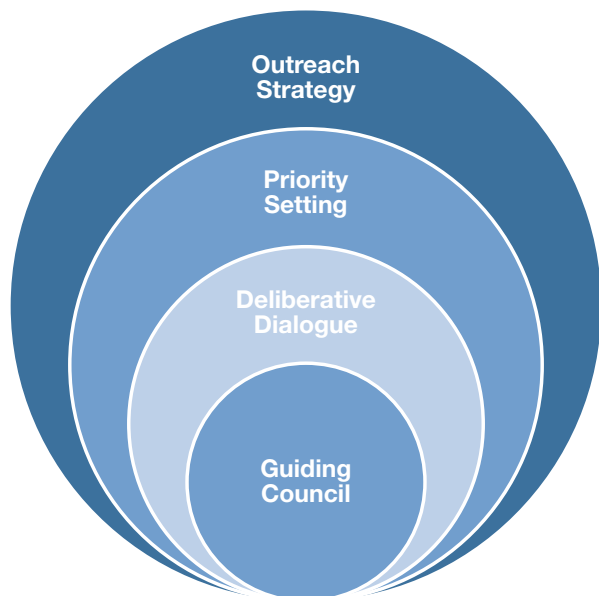 Outreach
Strategy
Priority
Setting
Deliberative
Dialogue
Guiding
Council